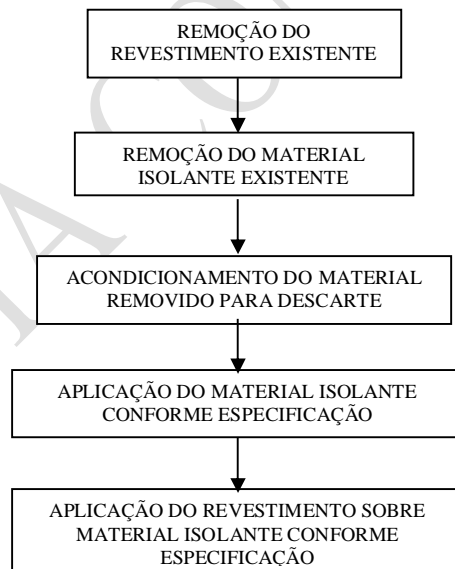 REMOÇÃO DO
REVESTIMENTO EXISTENTE
REMOÇÃO DO MATERIAL
ISOLANTE EXISTENTE
ACONDICIONAMENTO DO MATERIAL
REMOVIDO PARA DESCARTE
APLICAÇÃO DO MATERIAL ISOLANTE
CONFORME ESPECIFICAÇÃO
APLICAÇÃO DO REVESTIMENTO SOBRE
MATERIAL ISOLANTE CONFORME
ESPECIFICAÇÃO